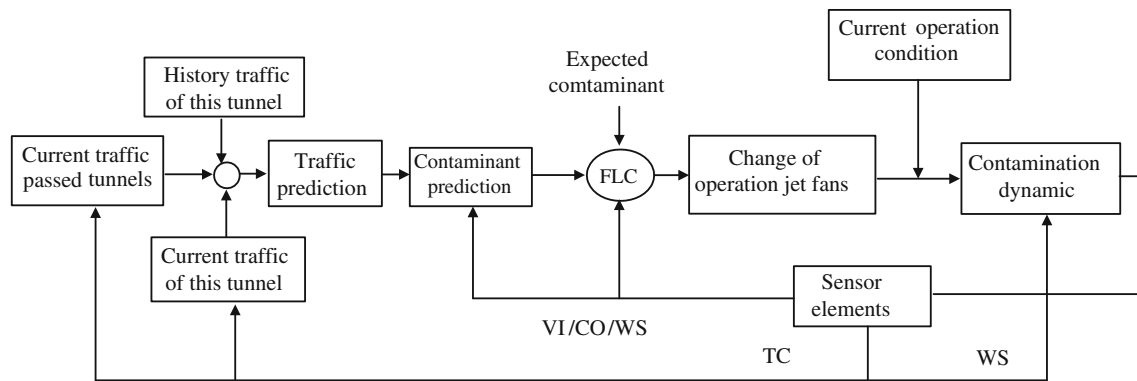 Current operation
condition
History traffic
of this tunnel
Expected
comtaminant
Current traffic
passed tunnels
Traffic
prediction
Contaminant
prediction
FLC
Change of
operation jet fans
Contamination
dynamic
Current traffic
of this tunnel
Sensor
elements
VI/CO/WS
TC
WS